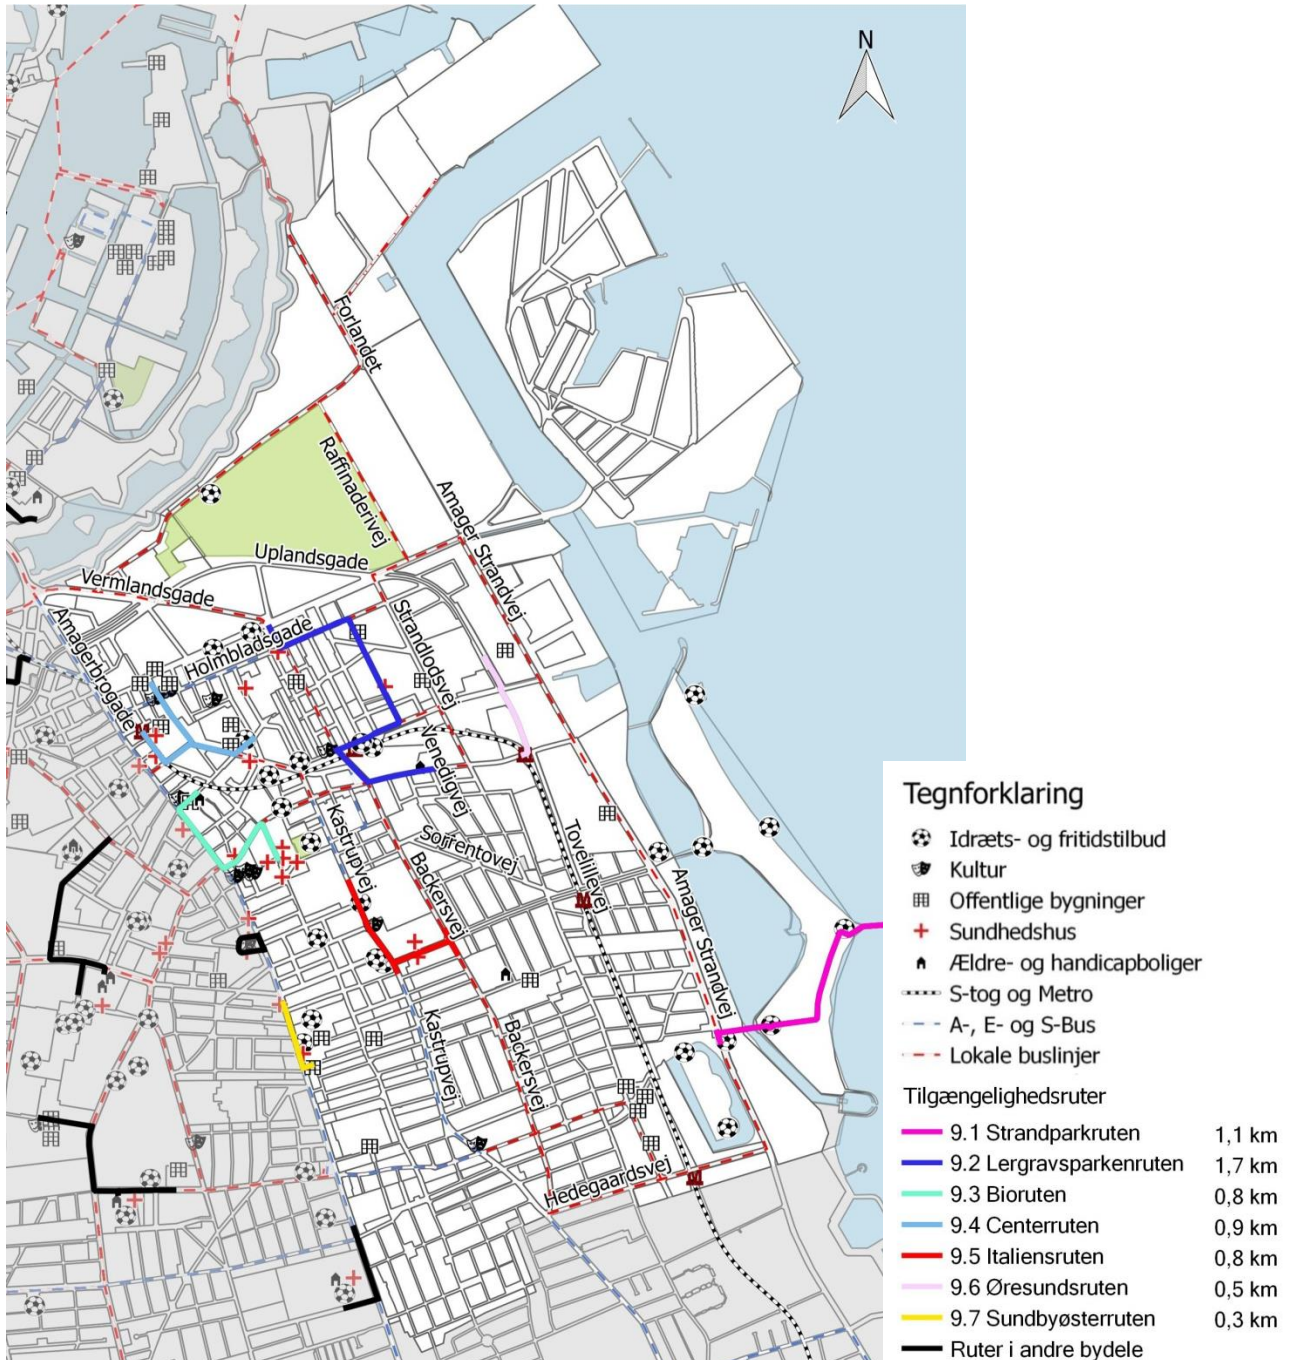 N
Forlandet
Raffinaderivej
Amager Strandvej
Uplandsgade
Vermlandsgade
Strandlodsvej
Holmbladsgade
Amagerbrogade
Venedigvej
Kastrupvej
Sorrentovej
Backersvej
Tovelillevej
Amager Strandvej
Kastrupvej
Backersvej
Hedegaardsvej
Tegnforklaring
Idræts- og fritidstilbud
Kultur
Offentlige bygninger
Sundhedshus
Ældre- og handicapboliger
S-tog og Metro
A-, E- og S-Bus
Lokale buslinjer
Tilgængelighedsruter
9.1 Strandparkruten 1,1 km
9.2 Lergravsparkenruten 1,7 km
9.3 Bioruten 0,8 km
9.4 Centerruten 0,9 km
9.5 Italiensruten 0,8 km
9.6 Øresundsruten 0,5 km
9.7 Sundbyøsterruten 0,3 km
Ruter i andre bydele